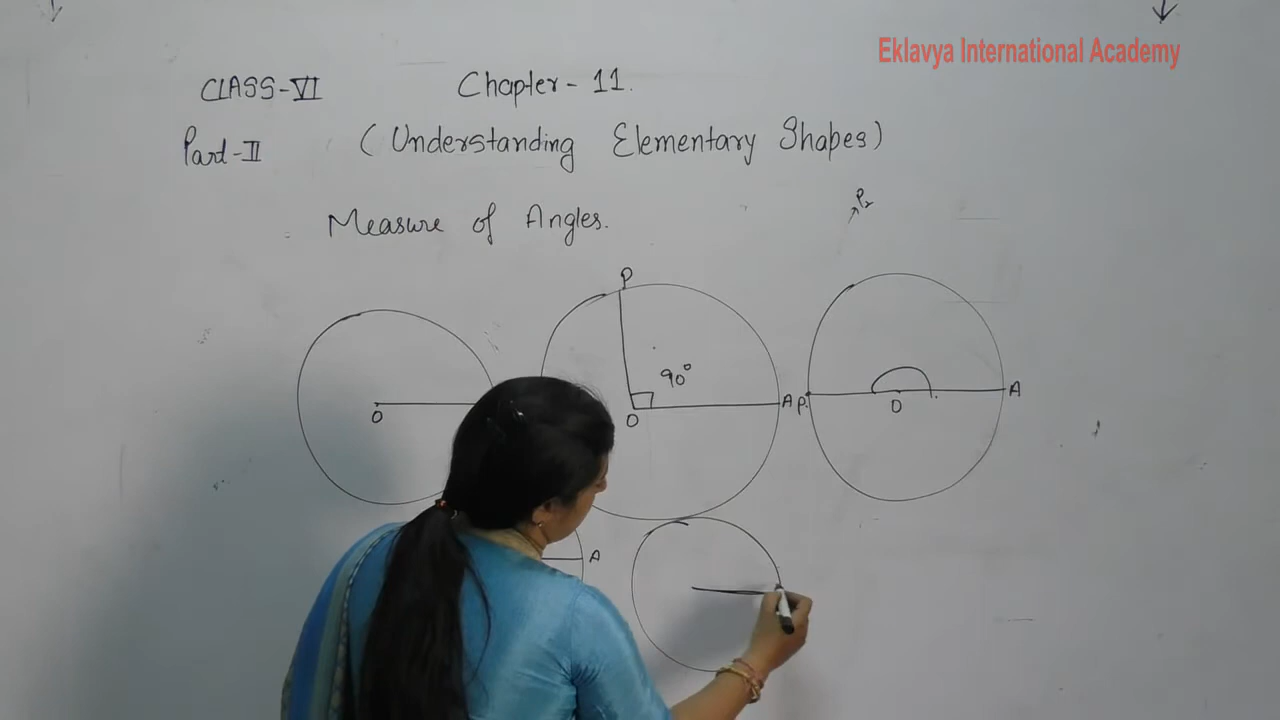 Eklavya International Academy
CLASS-VI Chapter-11.
Part-II (Understanding Elementary Shapes)
Measure of Angles.
P
90°
O
O A
P. O A
A